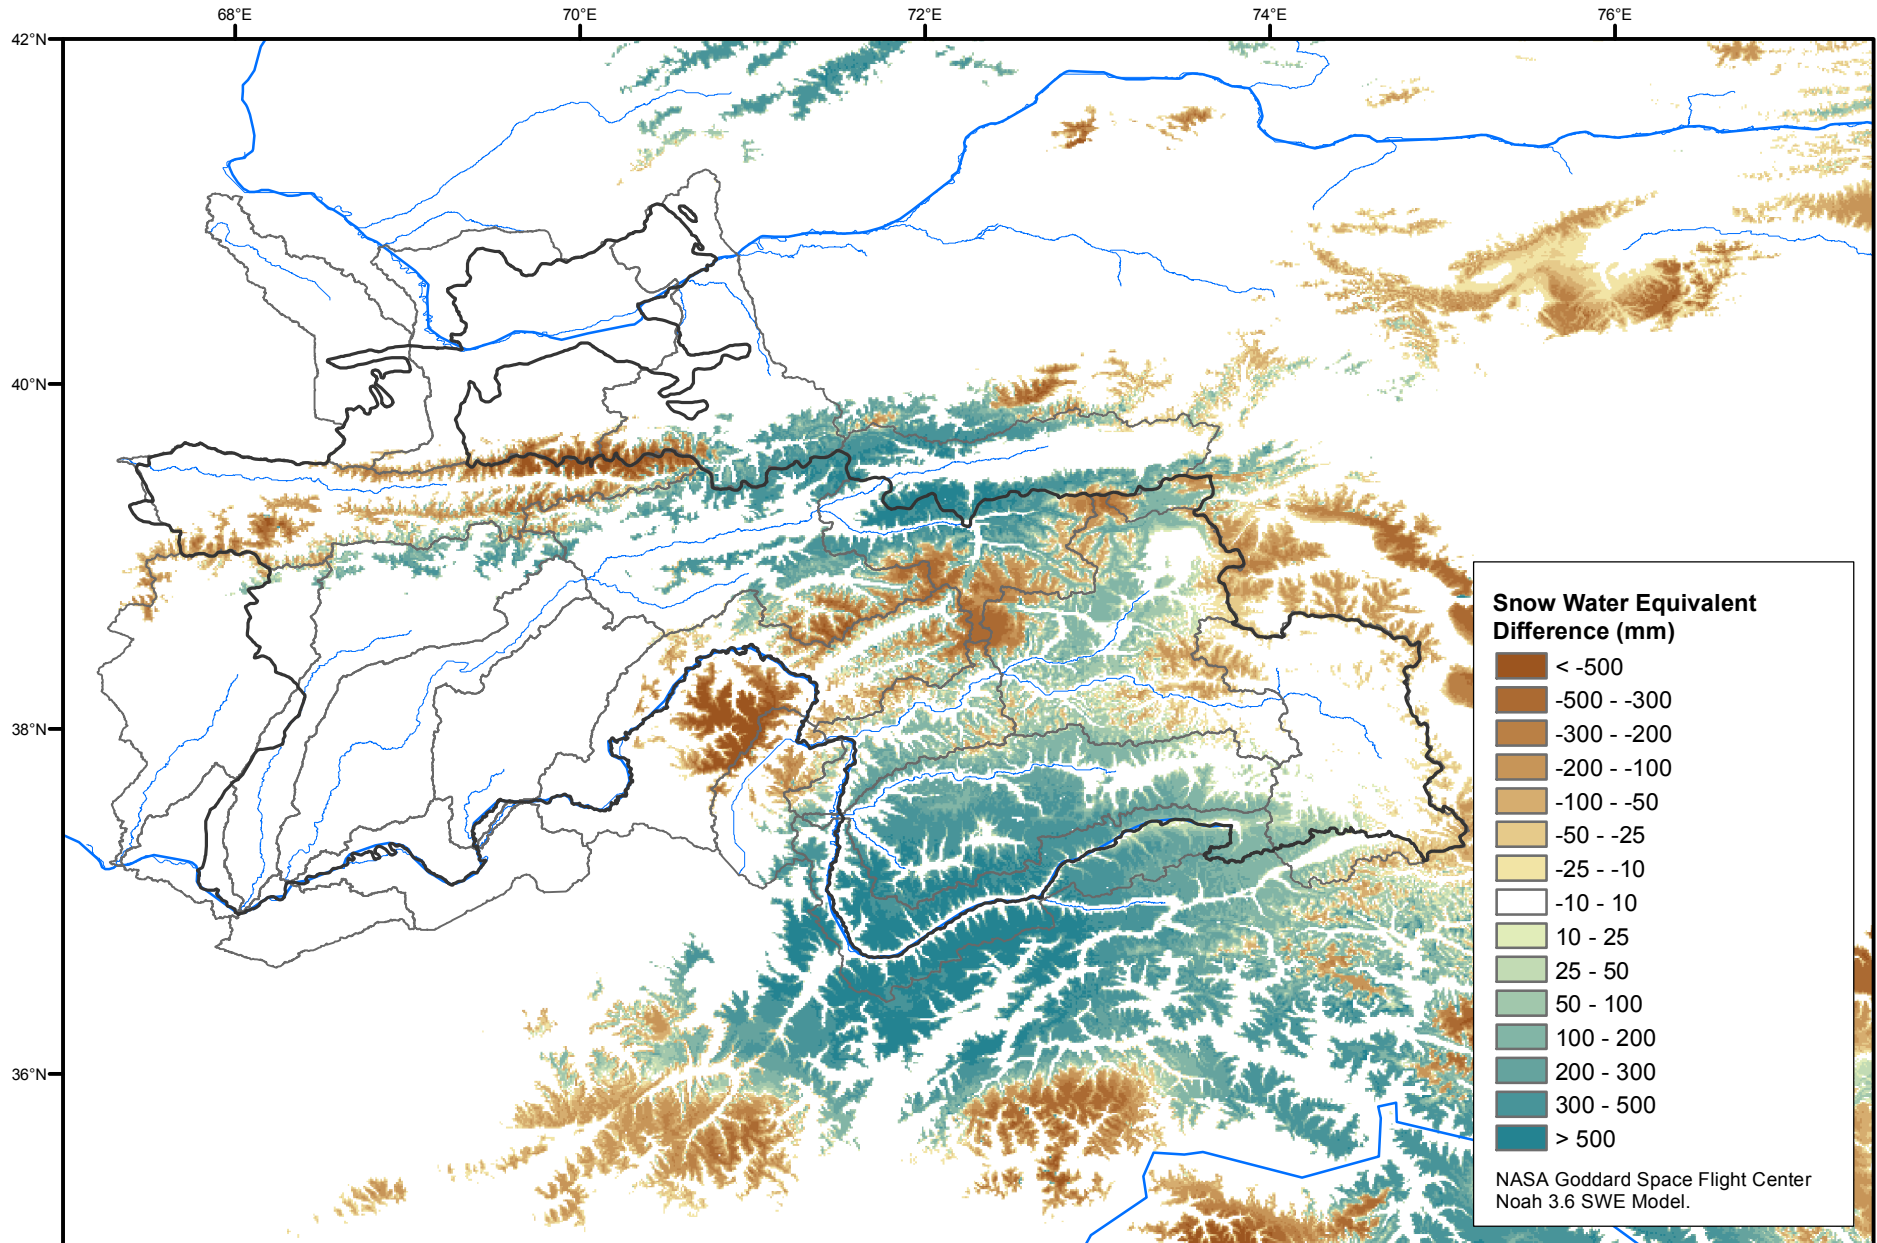 68°E
70°E
72°E
74°E
76°E
42°N
40°N
38°N
36°N
Snow Water Equivalent
Difference (mm)
< -500
-500 - -300
-300 - -200
-200 - -100
-100 - -50
-50 - -25
-25 - -10
-10 - 10
10 - 25
25 - 50
50 - 100
100 - 200
200 - 300
300 - 500
> 500
NASA Goddard Space Flight Center
Noah 3.6 SWE Model.